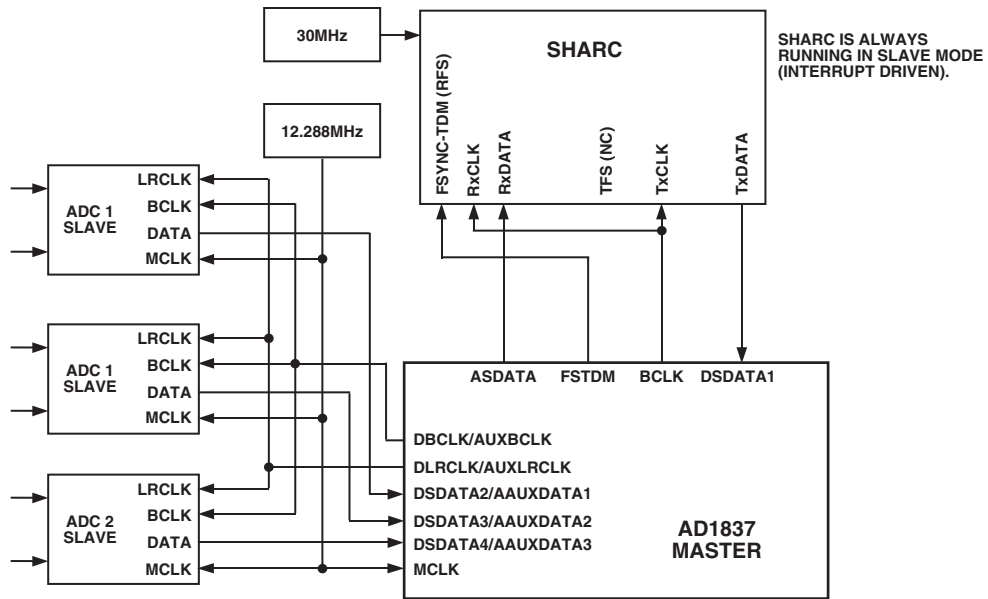 30MHz
SHARC
SHARC IS ALWAYS
RUNNING IN SLAVE MODE
(INTERRUPT DRIVEN).
12.288MHz
FSYNC-TDM (RFS)
RxCLK
RxDATA
TFS (NC)
TxCLK
TxDATA
ADC 1
SLAVE
LRCLK
BCLK
DATA
MCLK
ADC 1
SLAVE
LRCLK
BCLK
DATA
MCLK
ADC 2
SLAVE
LRCLK
BCLK
DATA
MCLK
ASDATA
FSTDM
BCLK
DSDATA1
DBCLK/AUXBCLK
DLRCLK/AUXLRCLK
DSDATA2/AAUXDATA1
DSDATA3/AAUXDATA2
DSDATA4/AAUXDATA3
MCLK
AD1837
MASTER